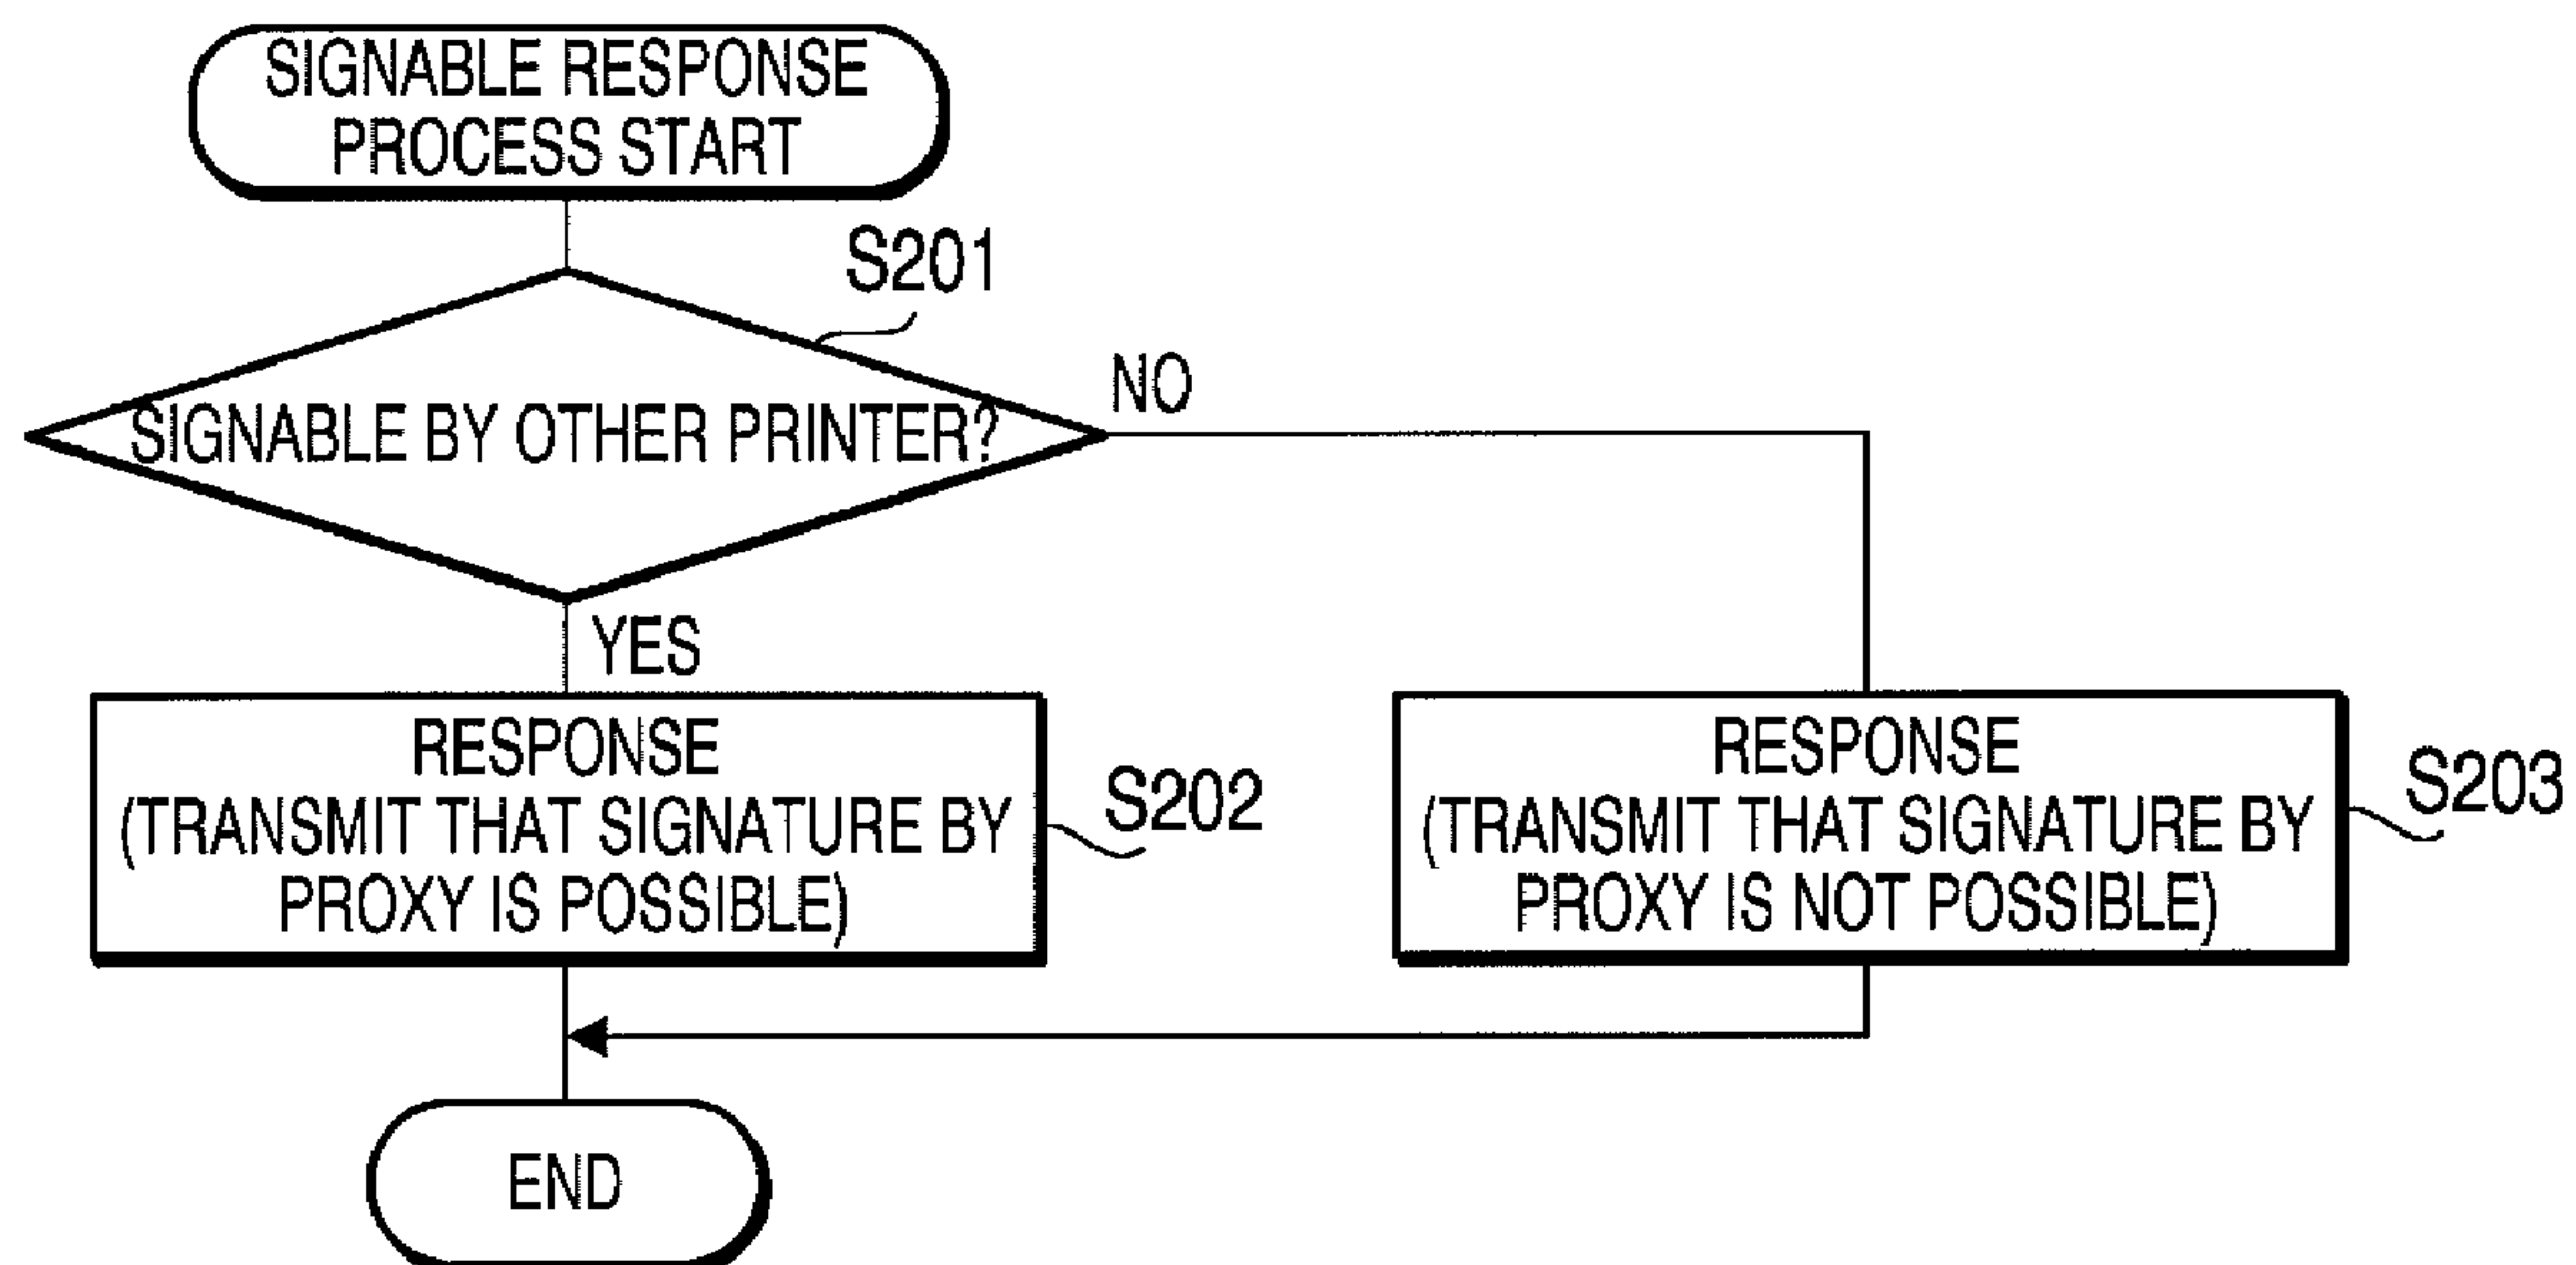 SIGNABLE RESPONSE
PROCESS START
S201
SIGNABLE BY OTHER PRINTER?
NO
YES
RESPONSE
(TRANSMIT THAT SIGNATURE BY
PROXY IS POSSIBLE)
S202
RESPONSE
(TRANSMIT THAT SIGNATURE BY
PROXY IS NOT POSSIBLE)
S203
END